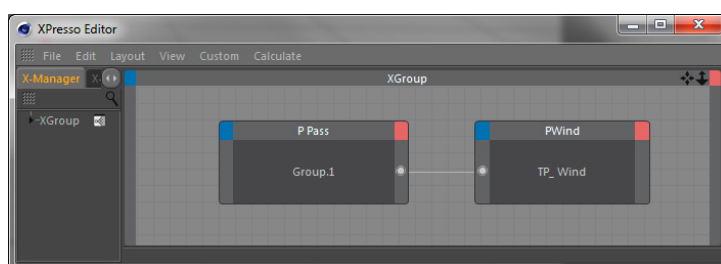 XPresso Editor
File Edit Layout View Custom Calculate
X-Manager X-
XGroup
XGroup
P Pass
Group.1
PWind
TP_ Wind